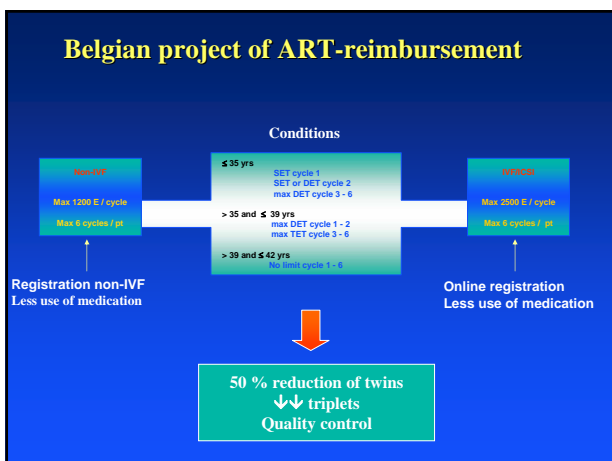 Belgian project of ART-reimbursement
Conditions
Non-IVF
Max 1200 E / cycle
Max 6 cycles / pt
≤ 35 yrs
SET cycle 1
SET or DET cycle 2
max DET cycle 3 - 6
> 35 and ≤ 39 yrs
max DET cycle 1 - 2
max TET cycle 3 - 6
> 39 and ≤ 42 yrs
No limit cycle 1 - 6
IVF/ICSI
Max 2500 E / cycle
Max 6 cycles / pt
Registration non-IVF
Less use of medication
Online registration
Less use of medication
50 % reduction of twins
↓↓ triplets
Quality control